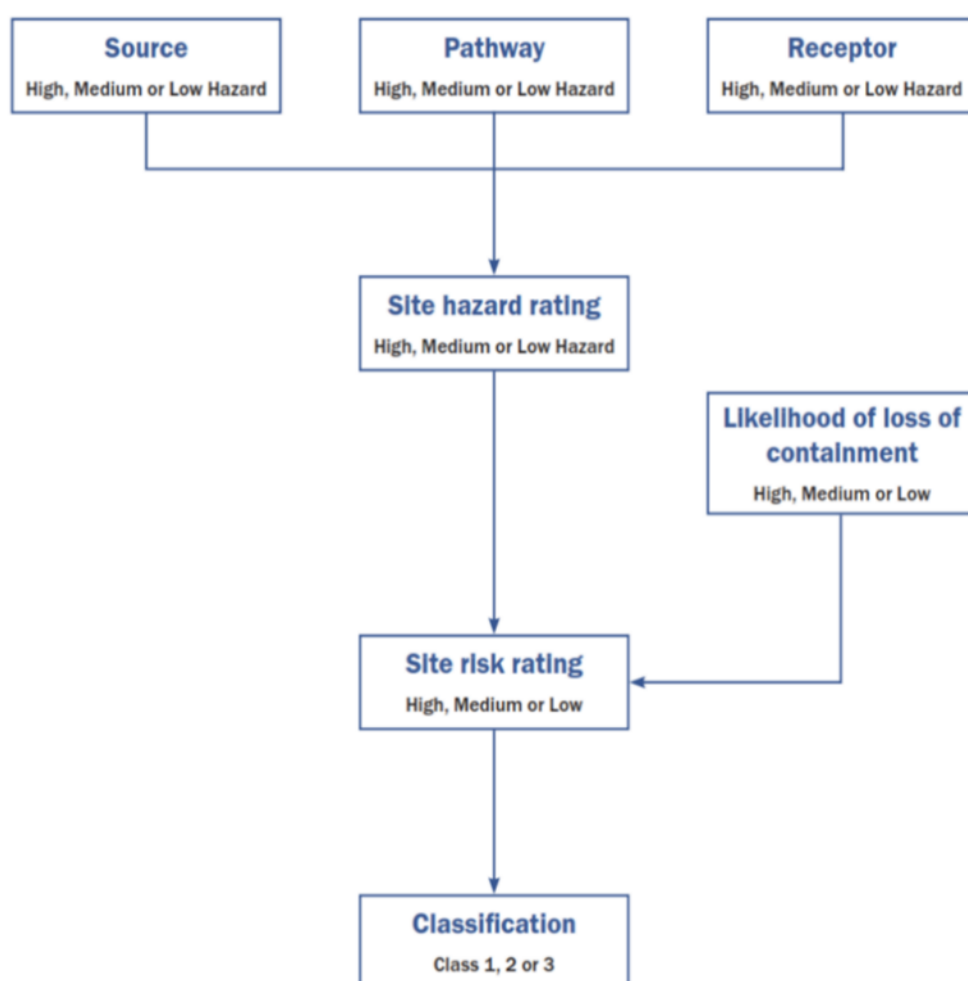 Source
High, Medium or Low Hazard
Pathway
High, Medium or Low Hazard
Receptor
High, Medium or Low Hazard
Site hazard rating
High, Medium or Low Hazard
Likelihood of loss of
containment
High, Medium or Low
Site risk rating
High, Medium or Low
Classification
Class 1, 2 or 3